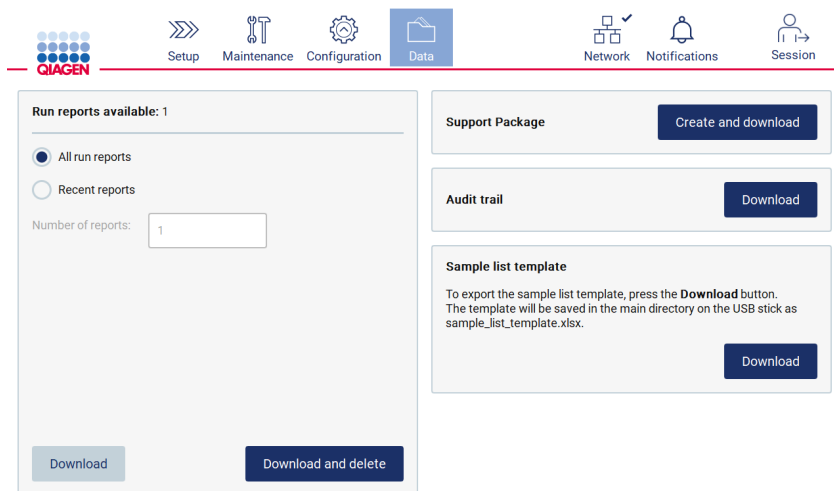 QIAGEN
Setup
Maintenance
Configuration
Data
Network
Notifications
Session
Run reports available: 1
All run reports
Recent reports
Number of reports:
1
Download
Download and delete
Support Package
Create and download
Audit trail
Download
Sample list template
To export the sample list template, press the Download button.
The template will be saved in the main directory on the USB stick as
sample_list_template.xlsx.
Download